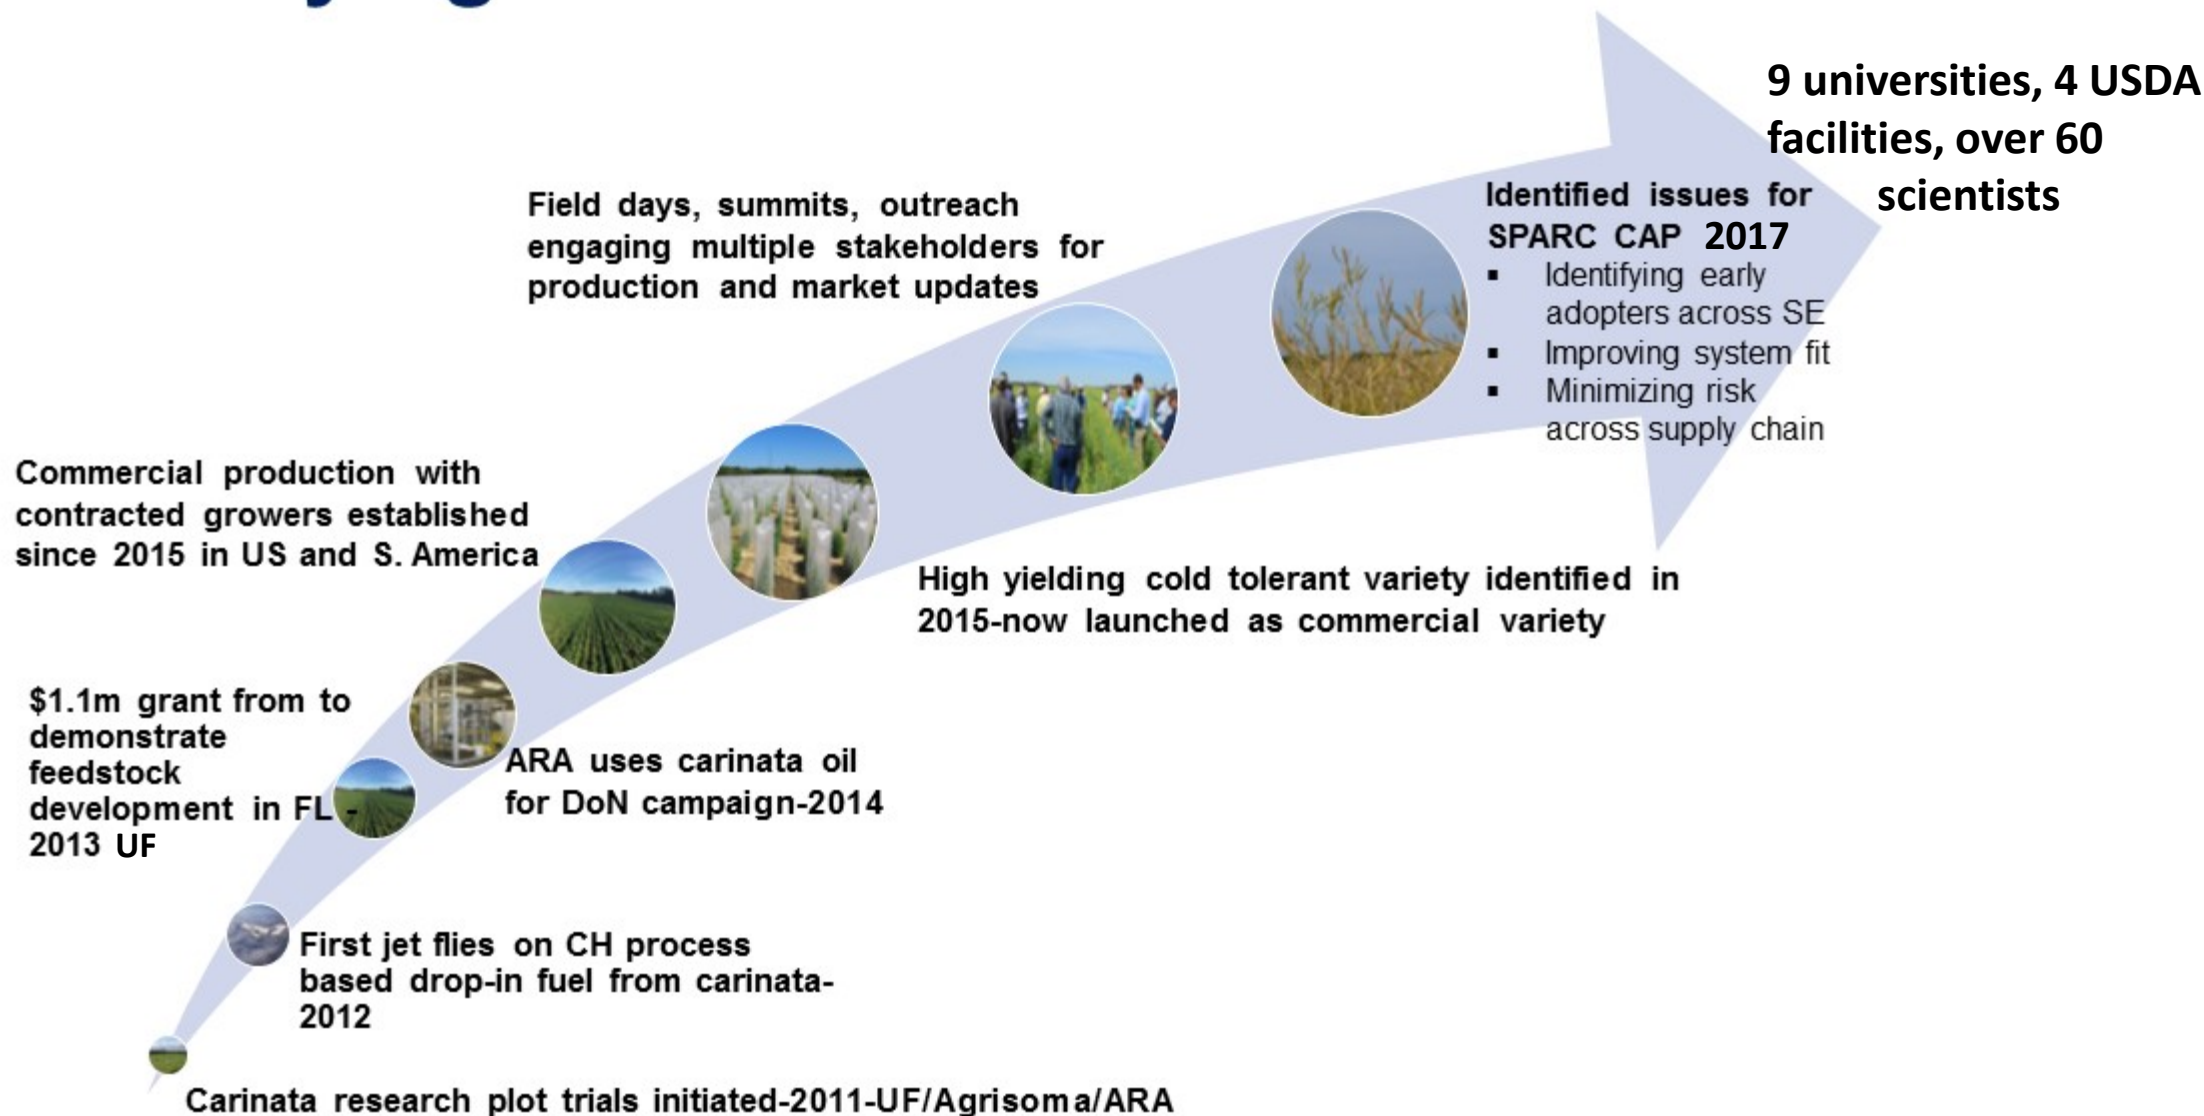 9 universities, 4 USDA
facilities, over 60
scientists
Identified issues for
SPARC CAP 2017
▪ Identifying early
adopters across SE
▪ Improving system fit
▪ Minimizing risk
across supply chain
Field days, summits, outreach
engaging multiple stakeholders for
production and market updates
High yielding cold tolerant variety identified in
2015-now launched as commercial variety
Commercial production with
contracted growers established
since 2015 in US and S. America
ARA uses carinata oil
for DoN campaign-2014
$1.1m grant from to
demonstrate
feedstock
development in FL -
2013 UF
First jet flies on CH process
based drop-in fuel from carinata-
2012
Carinata research plot trials initiated-2011-UF/Agrisoma/ARA